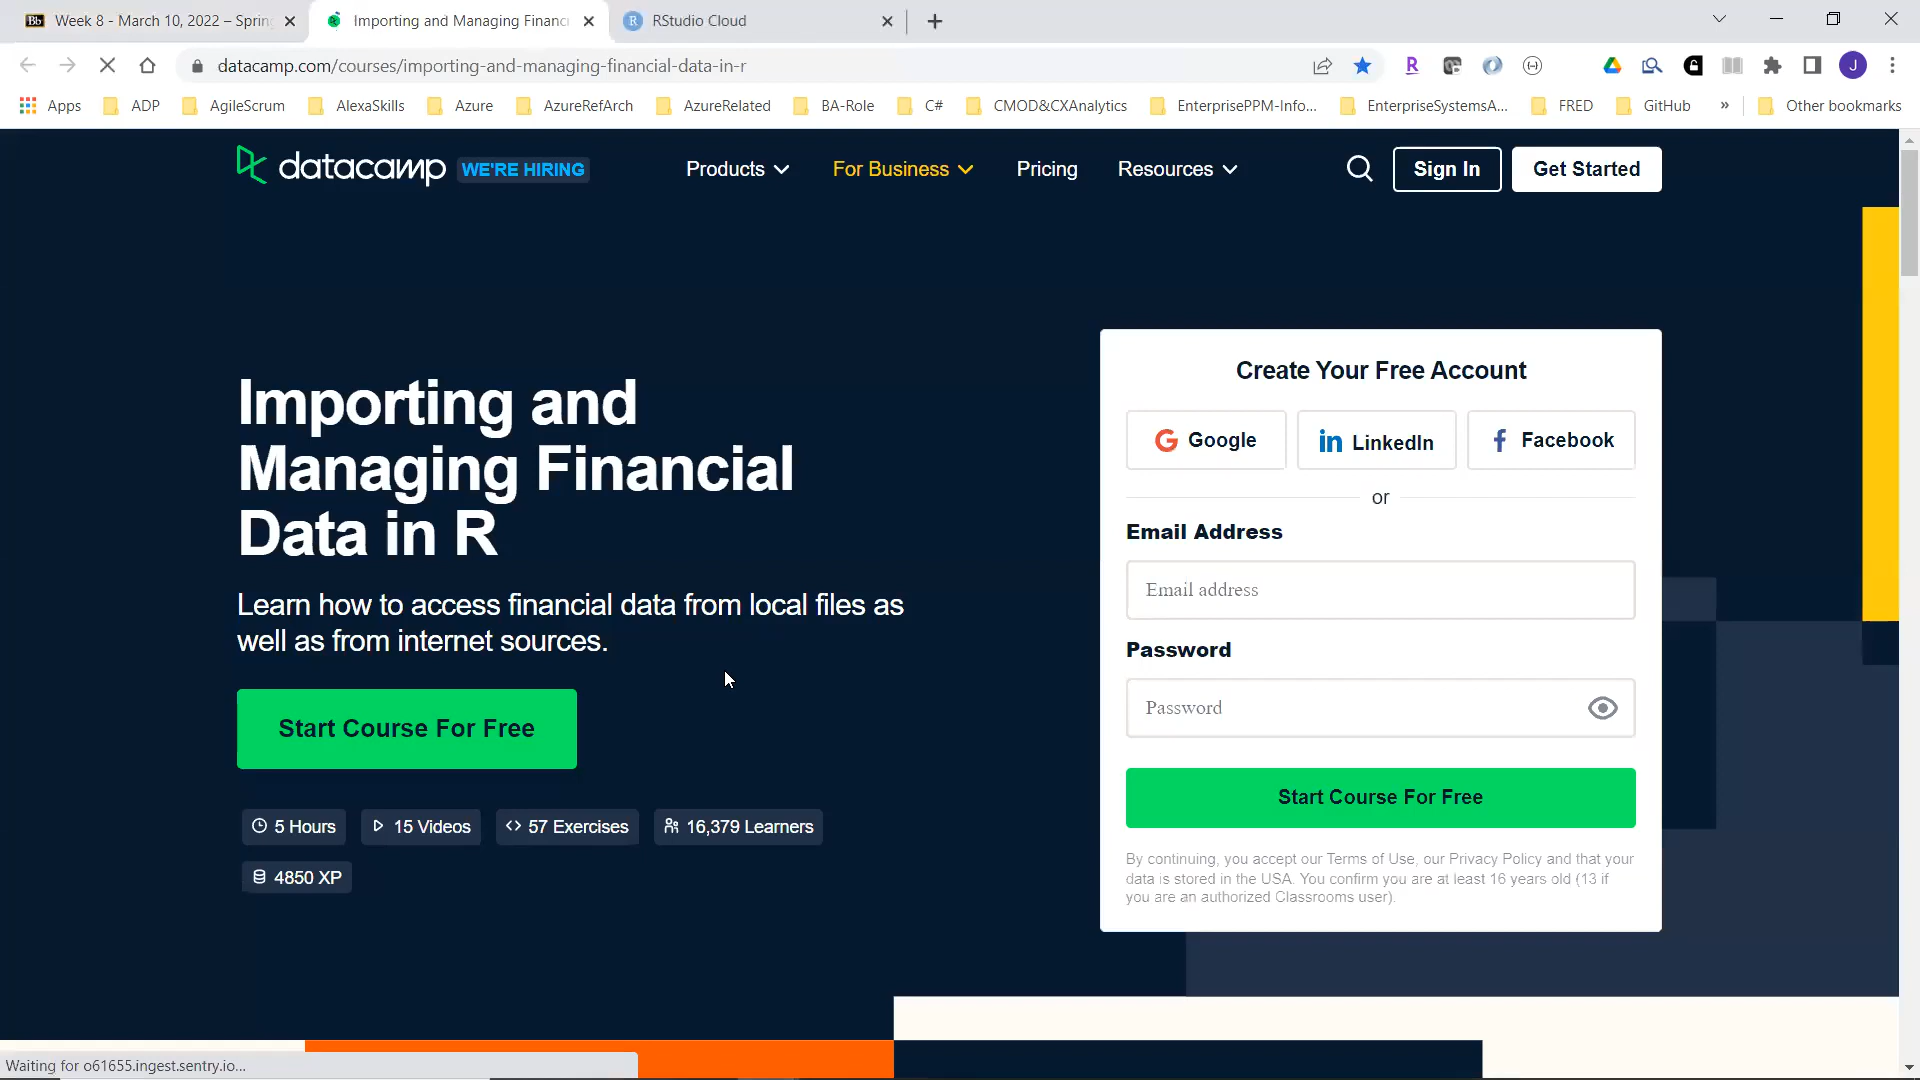 Week 8 - March 10, 2022 – Spring
Importing and Managing Financi
RStudio Cloud
datacamp.com/courses/importing-and-managing-financial-data-in-r
Apps ADP AgileScrum AlexaSkills Azure AzureRefArch AzureRelated BA-Role C# CMOD&CXAnalytics EnterprisePPM-Info... EnterpriseSystemsA... FRED GitHub » Other bookmarks
datacamp WE'RE HIRING Products For Business Pricing Resources Sign In Get Started
Importing and
Managing Financial
Data in R
Learn how to access financial data from local files as
well as from internet sources.
Start Course For Free
5 Hours 15 Videos 57 Exercises 16,379 Learners
4850 XP
Create Your Free Account
Google LinkedIn Facebook
or
Email Address
Email address
Password
Password
Start Course For Free
By continuing, you accept our Terms of Use, our Privacy Policy and that your
data is stored in the USA. You confirm you are at least 16 years old (13 if
you are an authorized Classrooms user).
Waiting for o61655.ingest.sentry.io...